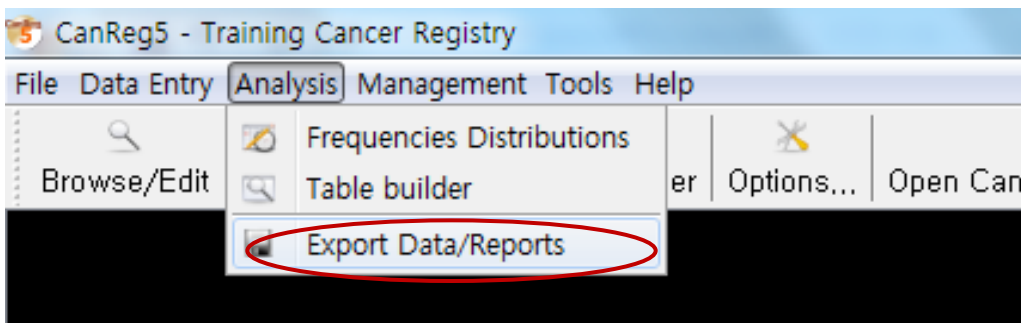 CanReg5 - Training Cancer Registry
File Data Entry Analysis Management Tools Help
Frequencies Distributions
Browse/Edit
Table builder
er
Options...
Open Can
Export Data/Reports